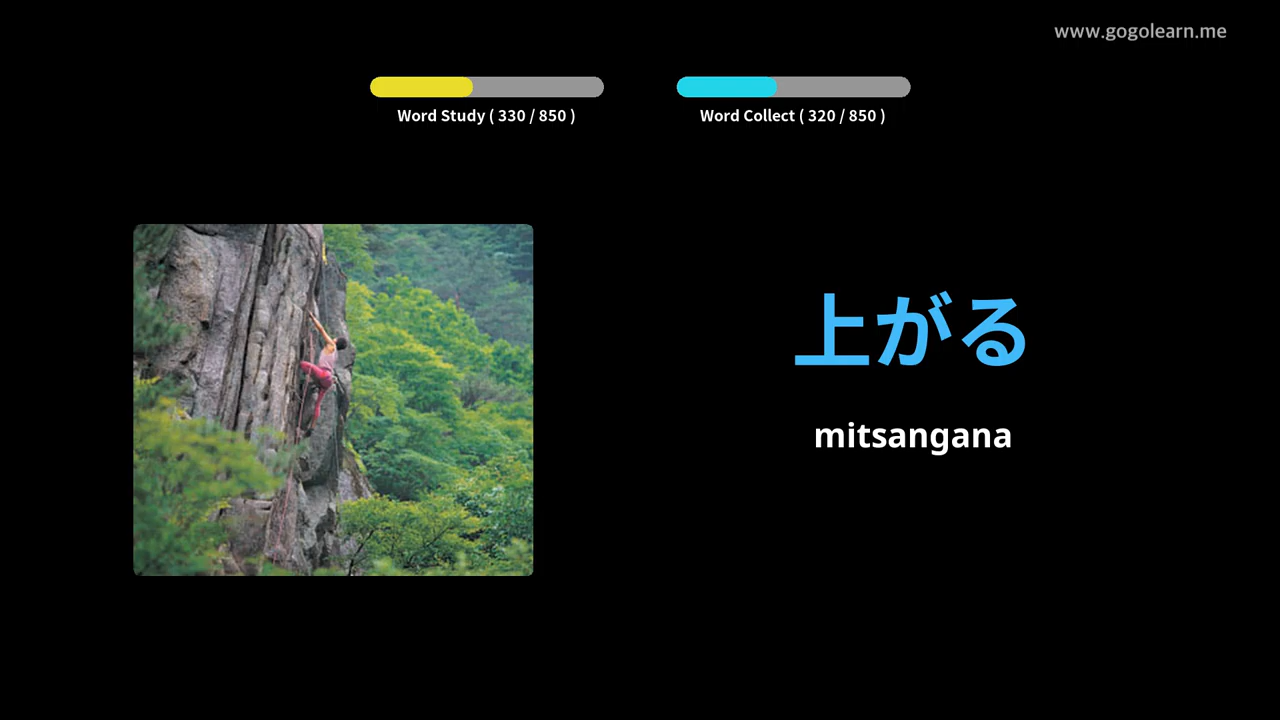 www.gogolearn.me
Word Study ( 330 / 850 )
Word Collect ( 320 / 850 )
上がる
mitsangana